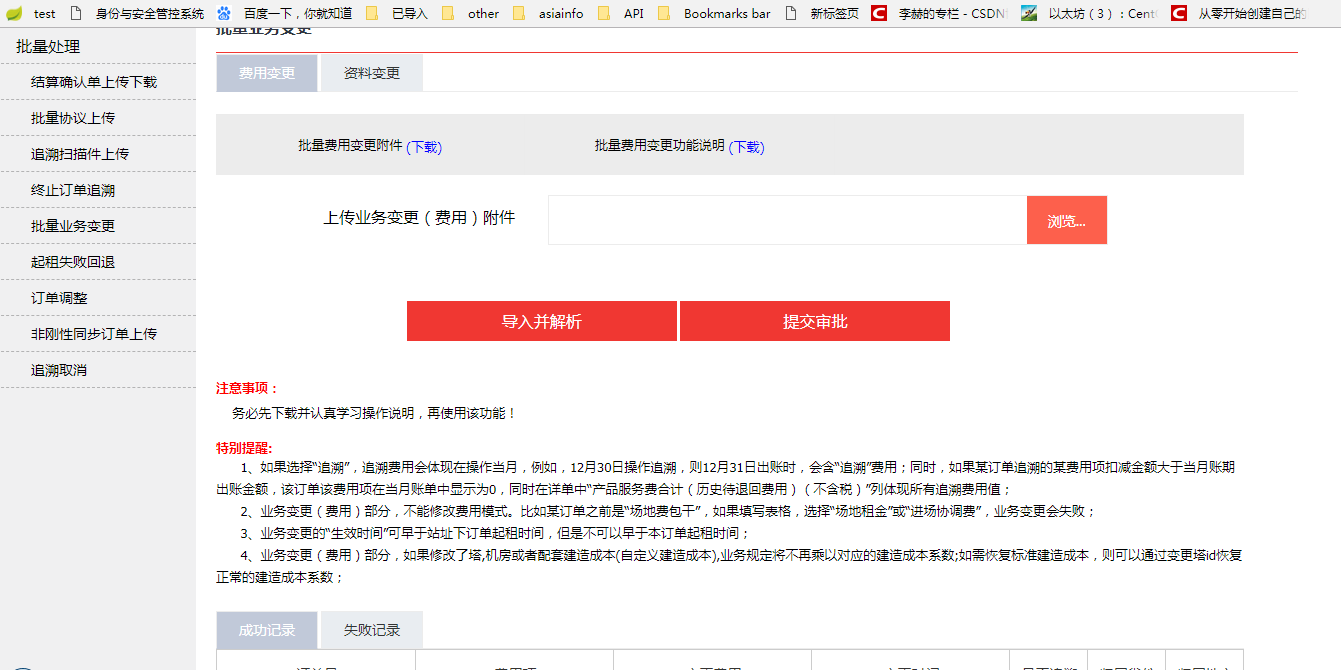 test 身份与安全管控系统 百度一下，你就知道 已导入 other asiainfo API Bookmarks bar 新标签页 李赫的专栏 - CSDN 以太坊（3）：Cent 从零开始创建自己的
批量业务变更
批量处理
结算确认单上传下载
批量协议上传
追溯扫描件上传
终止订单追溯
批量业务变更
起租失败回退
订单调整
非刚性同步订单上传
追溯取消
费用变更 资料变更
批量费用变更附件 (下载) 批量费用变更功能说明 (下载)
上传业务变更（费用）附件 浏览...
导入并解析 提交审批
注意事项：
务必先下载并认真学习操作说明，再使用该功能！
特别提醒:
1、如果选择“追溯”，追溯费用会体现在操作当月，例如，12月30日操作追溯，则12月31日出账时，会含“追溯”费用；同时，如果某订单追溯的某费用项扣减金额大于当月账期
出账金额，该订单该费用项在当月账单中显示为0，同时在详单中“产品服务费合计（历史待退回费用）（不含税）”列体现所有追溯费用值；
2、业务变更（费用）部分，不能修改费用模式。比如某订单之前是“场地费包干”，如果填写表格，选择“场地租金”或“进场协调费”，业务变更会失败；
3、业务变更的“生效时间”可早于站址下订单起租时间，但是不可以早于本订单起租时间；
4、业务变更（费用）部分，如果修改了塔,机房或者配套建造成本(自定义建造成本),业务规定将不再乘以对应的建造成本系数;如需恢复标准建造成本，则可以通过变更塔id恢复
正常的建造成本系数；
成功记录 失败记录